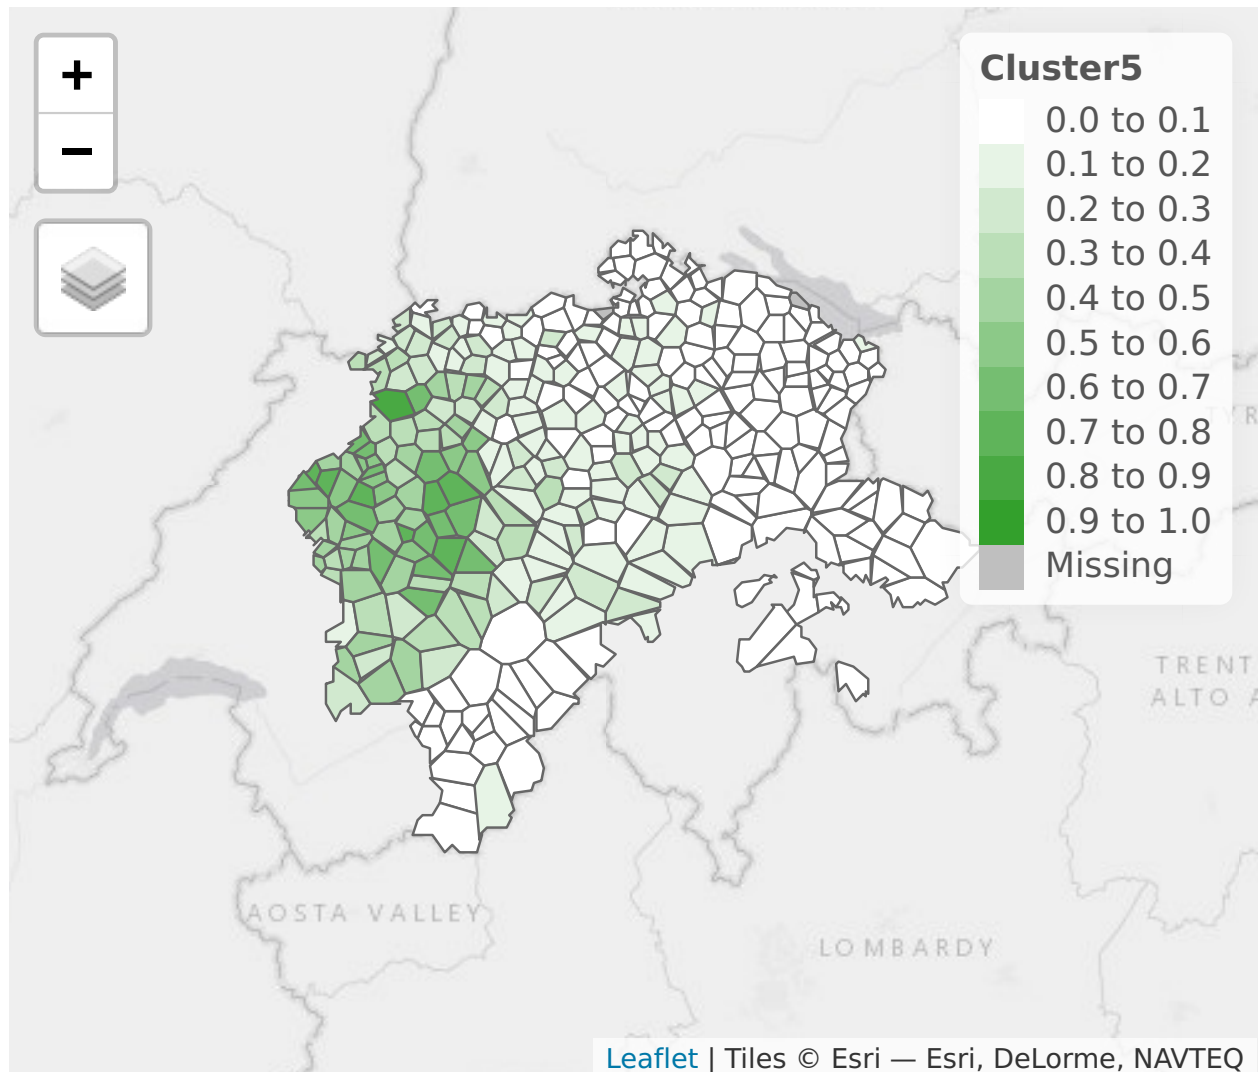 +
−
Cluster5
0.0 to 0.1
0.1 to 0.2
0.2 to 0.3
0.3 to 0.4
0.4 to 0.5
0.5 to 0.6
0.6 to 0.7
0.7 to 0.8
0.8 to 0.9
0.9 to 1.0
Missing
TYR
TRENT
ALTO A
AOSTA VALLEY
LOMBARDY
Leaflet | Tiles © Esri — Esri, DeLorme, NAVTEQ